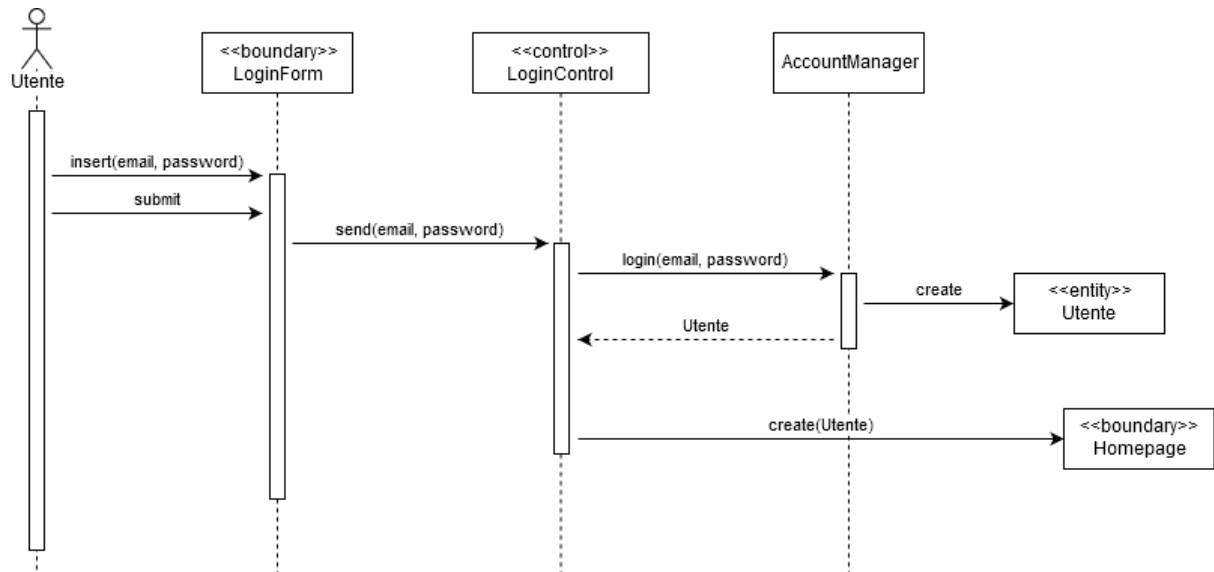 Utente
<<boundary>>
LoginForm
<<control>>
LoginControl
AccountManager
insert(email, password)
submit
send(email, password)
login(email, password)
create
<<entity>>
Utente
Utente
create(Utente)
<<boundary>>
Homepage